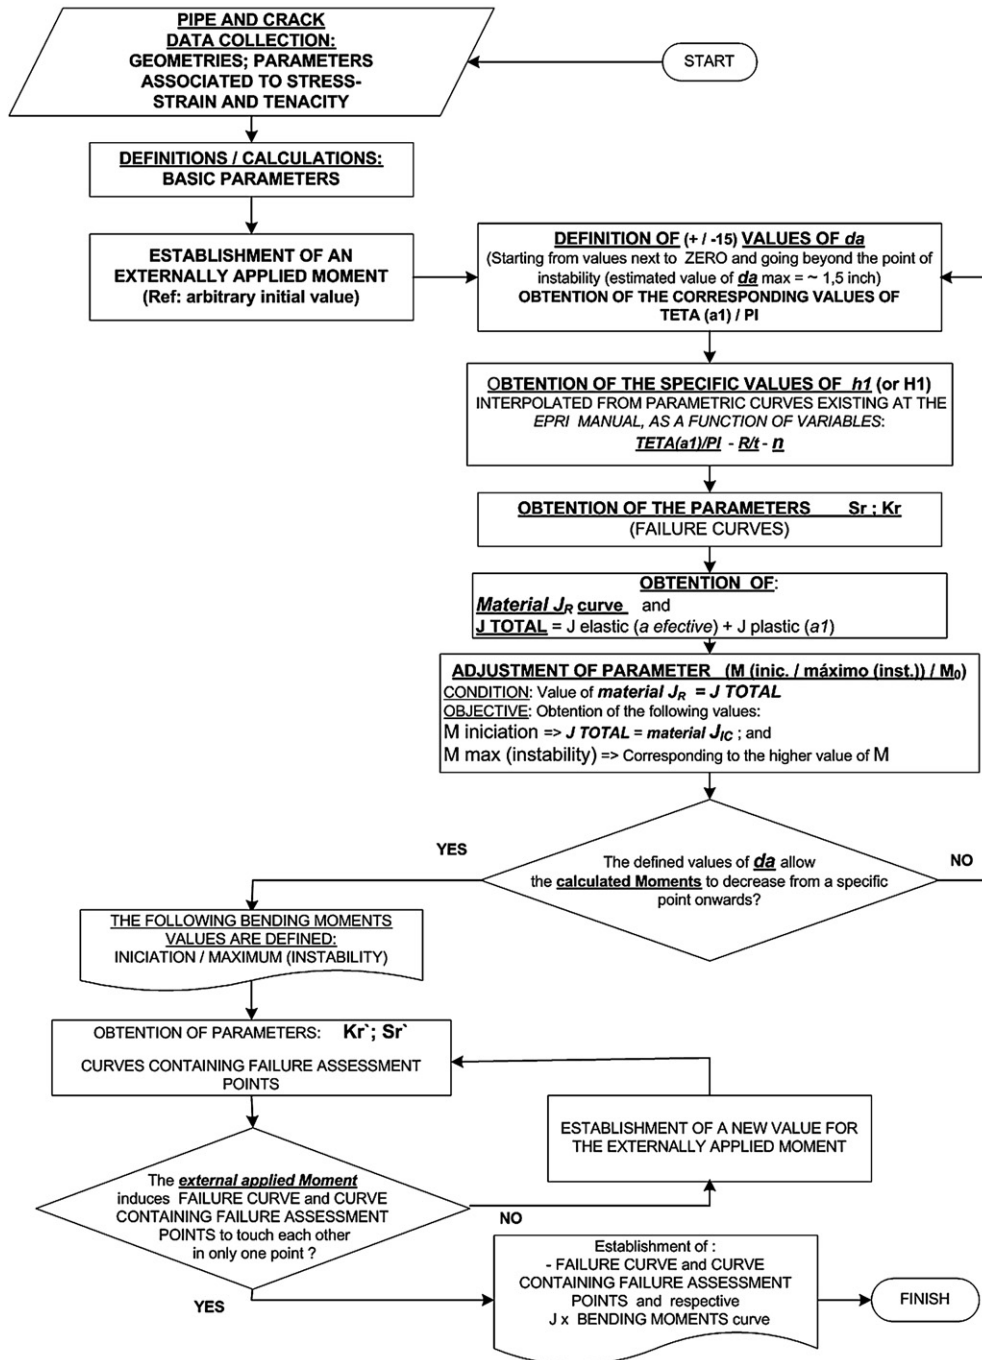 PIPE AND CRACK
DATA COLLECTION:
GEOMETRIES; PARAMETERS
ASSOCIATED TO STRESS-
STRAIN AND TENACITY
START
DEFINITIONS / CALCULATIONS:
BASIC PARAMETERS
ESTABLISHMENT OF AN
EXTERNALLY APPLIED MOMENT
(Ref: arbitrary initial value)
DEFINITION OF (+ / -15) VALUES OF da
(Starting from values next to ZERO and going beyond the point of
instability (estimated value of da max = ~ 1,5 inch)
OBTENTION OF THE CORRESPONDING VALUES OF
TETA (a1) / PI
OBTENTION OF THE SPECIFIC VALUES OF h1 (or H1)
INTERPOLATED FROM PARAMETRIC CURVES EXISTING AT THE
EPRI MANUAL, AS A FUNCTION OF VARIABLES:
TETA(a1)/PI - R/t - n
OBTENTION OF THE PARAMETERS Sr ; Kr
(FAILURE CURVES)
OBTENTION OF:
Material JR curve and
J TOTAL = J elastic (a efective) + J plastic (a1)
ADJUSTMENT OF PARAMETER (M (inic. / máximo (inst.)) / M0)
CONDITION: Value of material JR = J TOTAL
OBJECTIVE: Obtention of the following values:
M iniciation => J TOTAL = material JIC ; and
M max (instability) => Corresponding to the higher value of M
The defined values of da allow
the calculated Moments to decrease from a specific
point onwards?
YES
NO
THE FOLLOWING BENDING MOMENTS
VALUES ARE DEFINED:
INICIATION / MAXIMUM (INSTABILITY)
OBTENTION OF PARAMETERS: Kr`; Sr`
CURVES CONTAINING FAILURE ASSESSMENT
POINTS
ESTABLISHMENT OF A NEW VALUE FOR
THE EXTERNALLY APPLIED MOMENT
The external applied Moment
induces FAILURE CURVE and CURVE
CONTAINING FAILURE ASSESSMENT
POINTS to touch each other
in only one point ?
NO
YES
Establishment of :
- FAILURE CURVE and CURVE
CONTAINING FAILURE ASSESSMENT
POINTS and respective
J x BENDING MOMENTS curve
FINISH